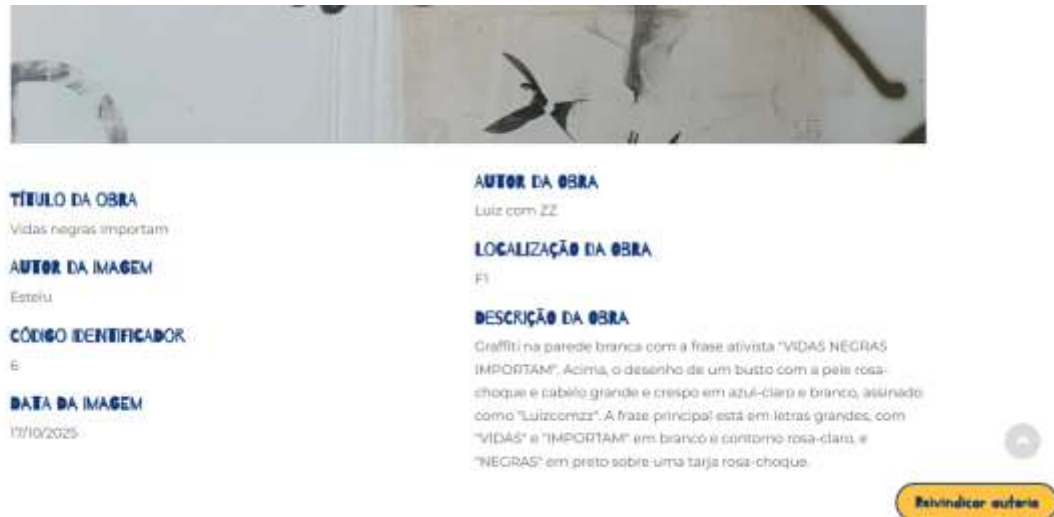 TÍTULO DA OBRA
Vidas negras importam
AUTOR DA IMAGEM
Estelu
CÓDIGO IDENTIFICADOR
6
DATA DA IMAGEM
17/10/2025
AUTOR DA OBRA
Luiz com ZZ
LOCALIZAÇÃO DA OBRA
F1
DESCRIÇÃO DA OBRA
Graffiti na parede branca com a frase ativista "VIDAS NEGRAS
IMPORTAM". Acima, o desenho de um busto com a pele rosa-
choque e cabelo grande e crespo em azul-claro e branco, assinado
como "Luizcomzz". A frase principal está em letras grandes, com
"VIDAS" e "IMPORTAM" em branco e contorno rosa-claro, e
"NEGRAS" em preto sobre uma tarja rosa-choque.
Reivindicar autoria